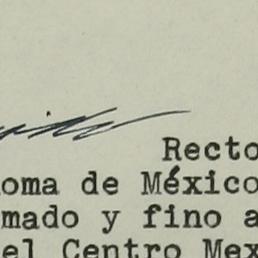 Recto
oma de México
mado y fino a
el Centro Mex